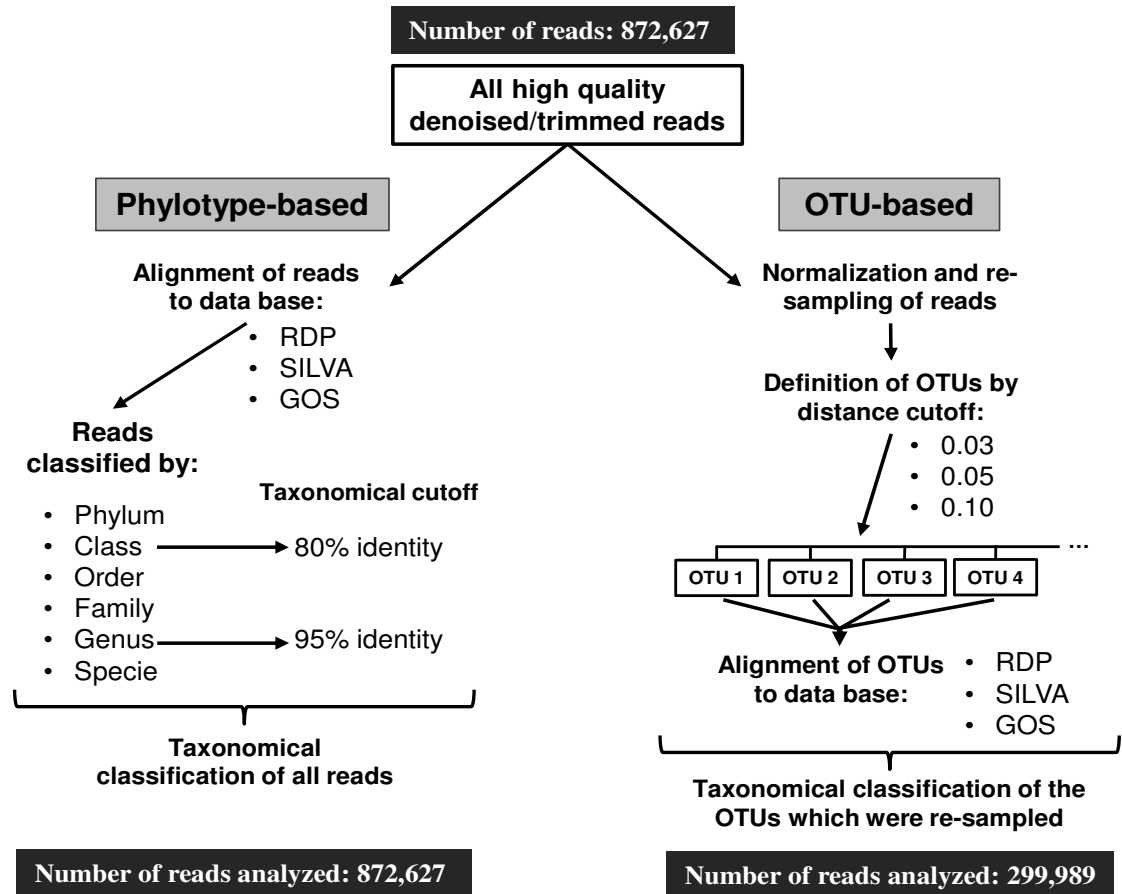 Number of reads: 872,627
All high quality
denoised/trimmed reads
Phylotype-based
Alignment of reads
to data base:
• RDP
• SILVA
• GOS
Reads
classified by:
Taxonomical cutoff
• Phylum
• Class
80% identity
• Order
• Family
• Genus
95% identity
• Specie
Taxonomical
classification of all reads
Number of reads analyzed: 872,627
OTU-based
Normalization and re-
sampling of reads
Definition of OTUs by
distance cutoff:
• 0.03
• 0.05
• 0.10
OTU 1 OTU 2 OTU 3 OTU 4 ...
Alignment of OTUs
to data base:
• RDP
• SILVA
• GOS
Taxonomical classification of the
OTUs which were re-sampled
Number of reads analyzed: 299,989